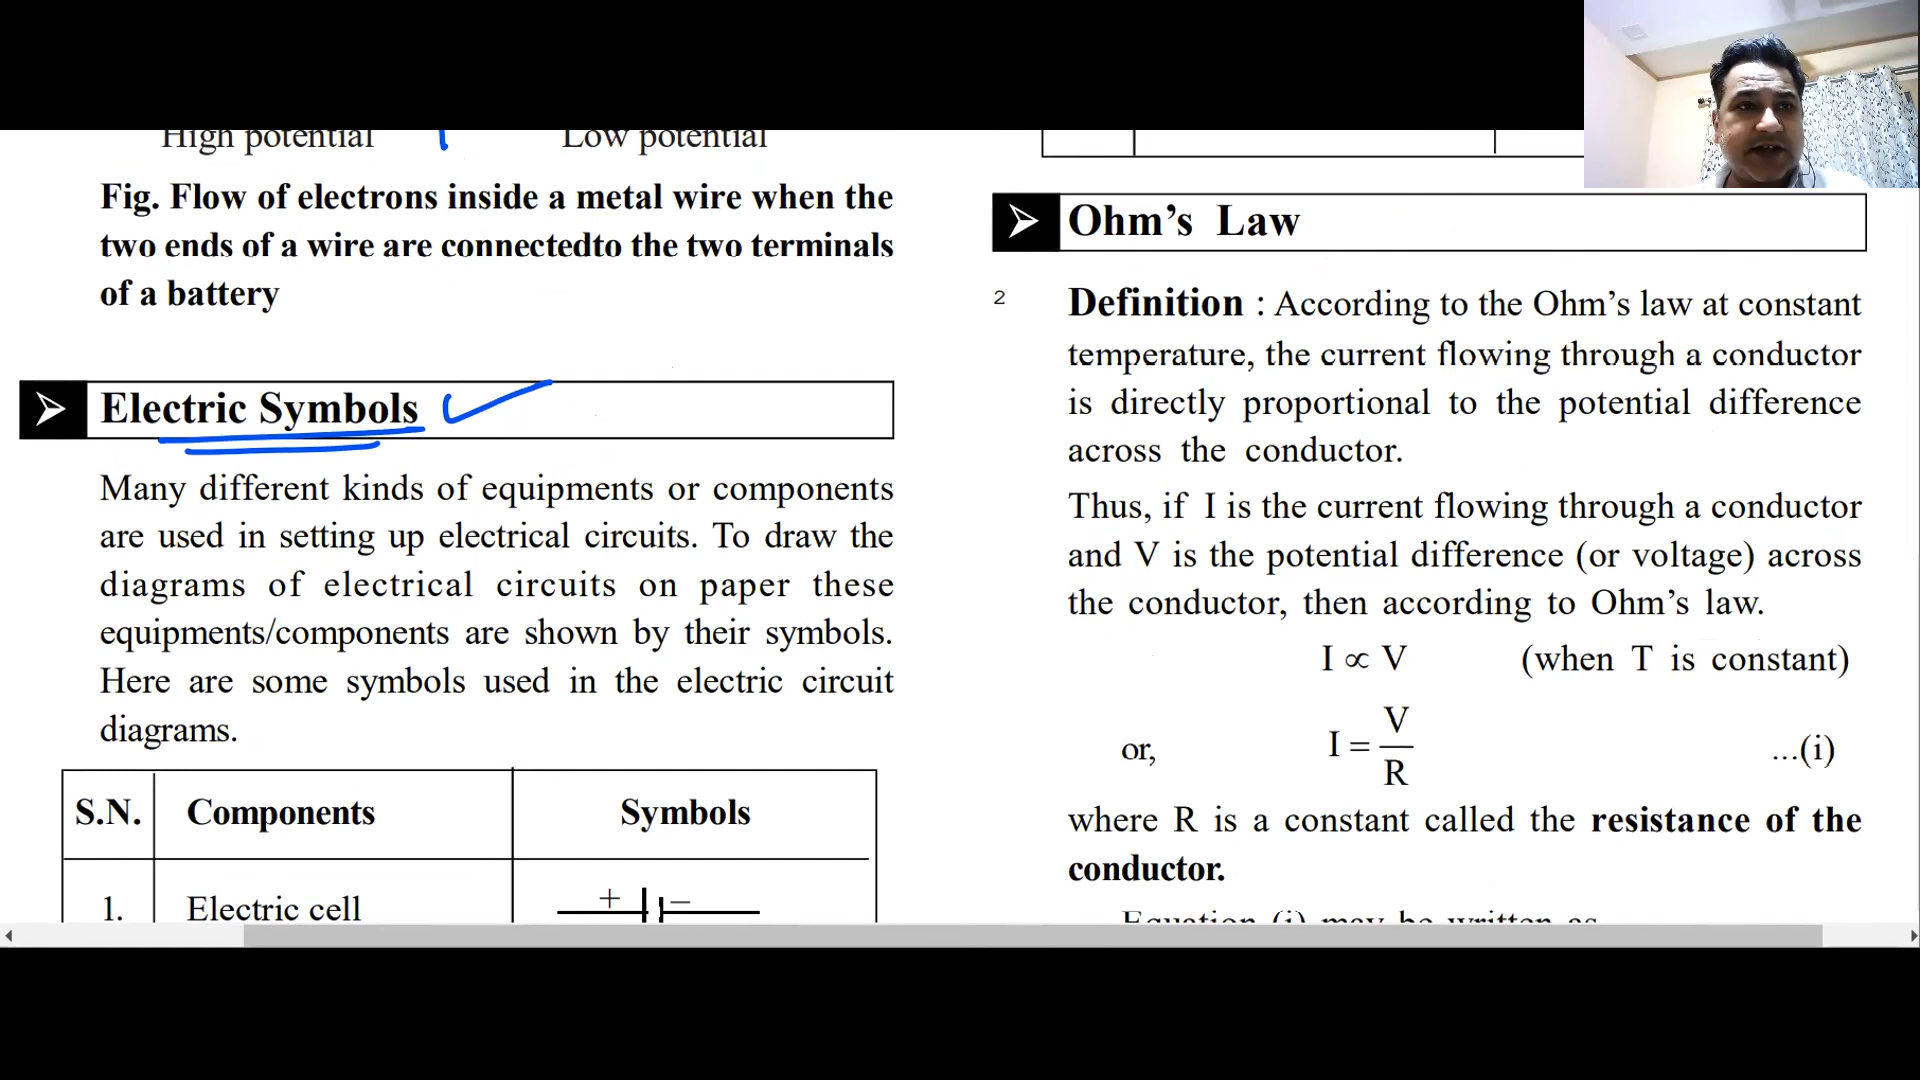 High potential Low potential
Fig. Flow of electrons inside a metal wire when the
two ends of a wire are connectedto the two terminals
of a battery
Electric Symbols
Many different kinds of equipments or components
are used in setting up electrical circuits. To draw the
diagrams of electrical circuits on paper these
equipments/components are shown by their symbols.
Here are some symbols used in the electric circuit
diagrams.
S.N. Components Symbols
1. Electric cell + −
Ohm’s Law
2 Definition : According to the Ohm’s law at constant
temperature, the current flowing through a conductor
is directly proportional to the potential difference
across the conductor.
Thus, if I is the current flowing through a conductor
and V is the potential difference (or voltage) across
the conductor, then according to Ohm’s law.
I ∝ V (when T is constant)
or, I = V/R ...(i)
where R is a constant called the resistance of the
conductor.
Equation (i) may be written as